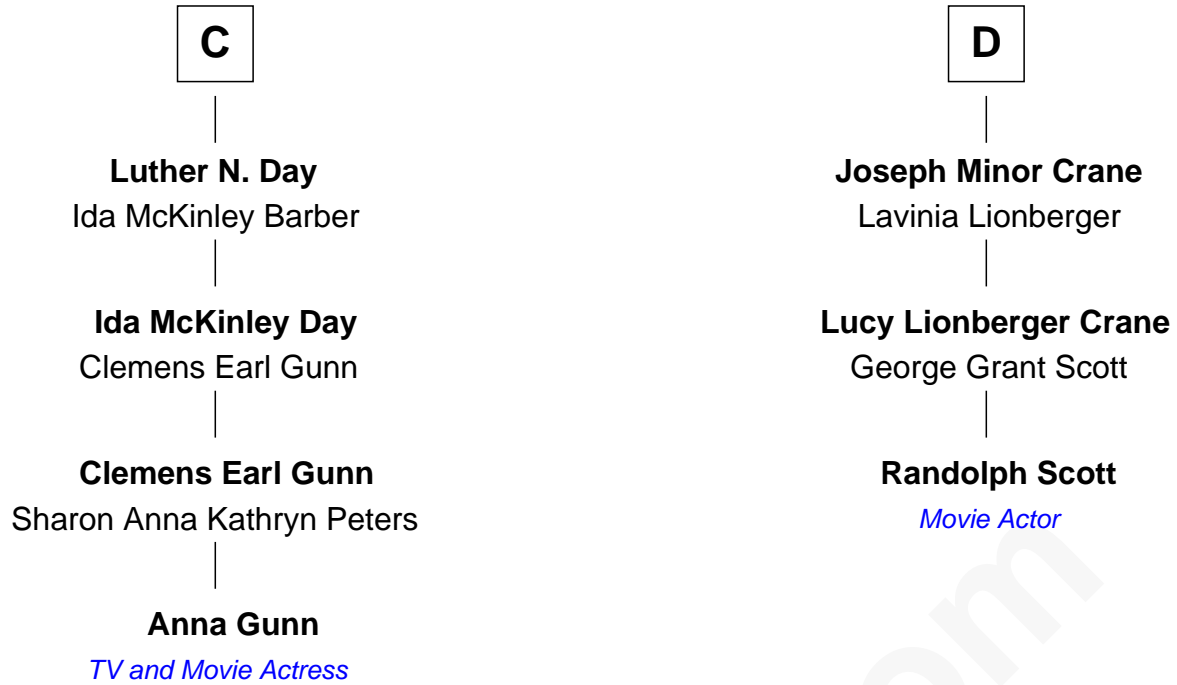 C
Luther N. Day
Ida McKinley Barber
Ida McKinley Day
Clemens Earl Gunn
Clemens Earl Gunn
Sharon Anna Kathryn Peters
Anna Gunn
TV and Movie Actress
D
Joseph Minor Crane
Lavinia Lionberger
Lucy Lionberger Crane
George Grant Scott
Randolph Scott
Movie Actor
om